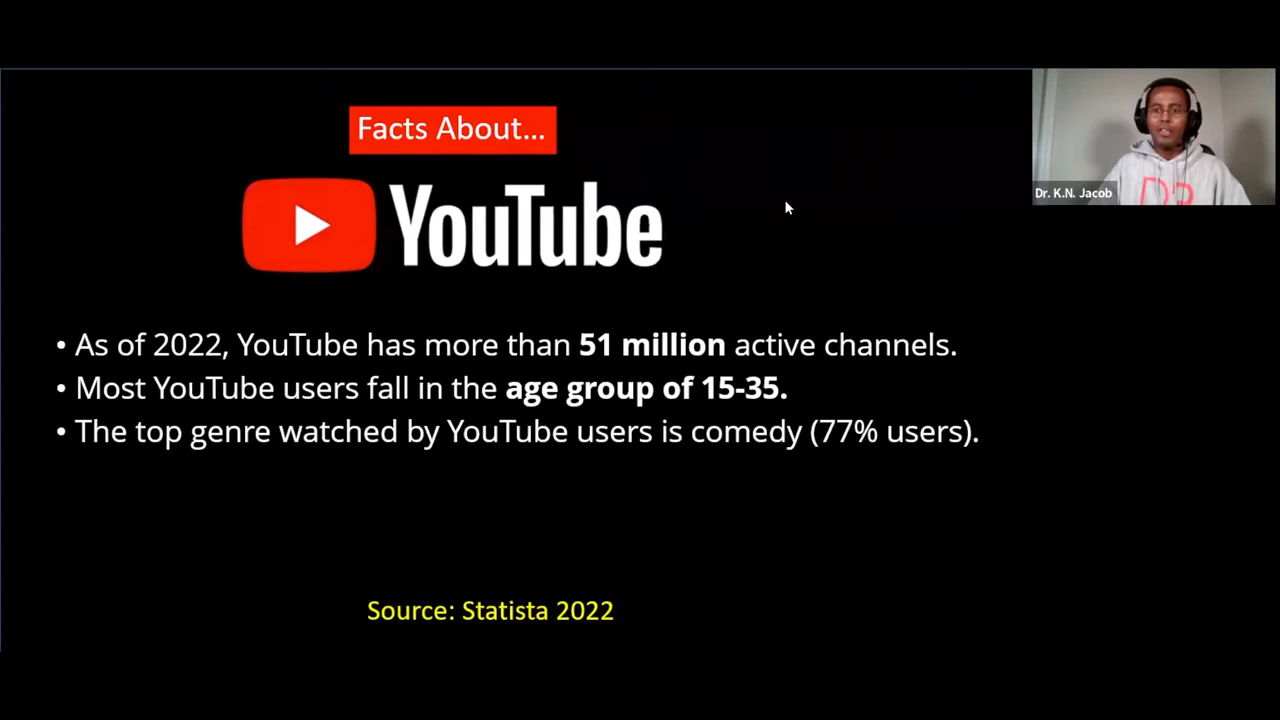 Facts About...
YouTube
• As of 2022, YouTube has more than 51 million active channels.
• Most YouTube users fall in the age group of 15-35.
• The top genre watched by YouTube users is comedy (77% users).
Source: Statista 2022
Dr. K.N. Jacob